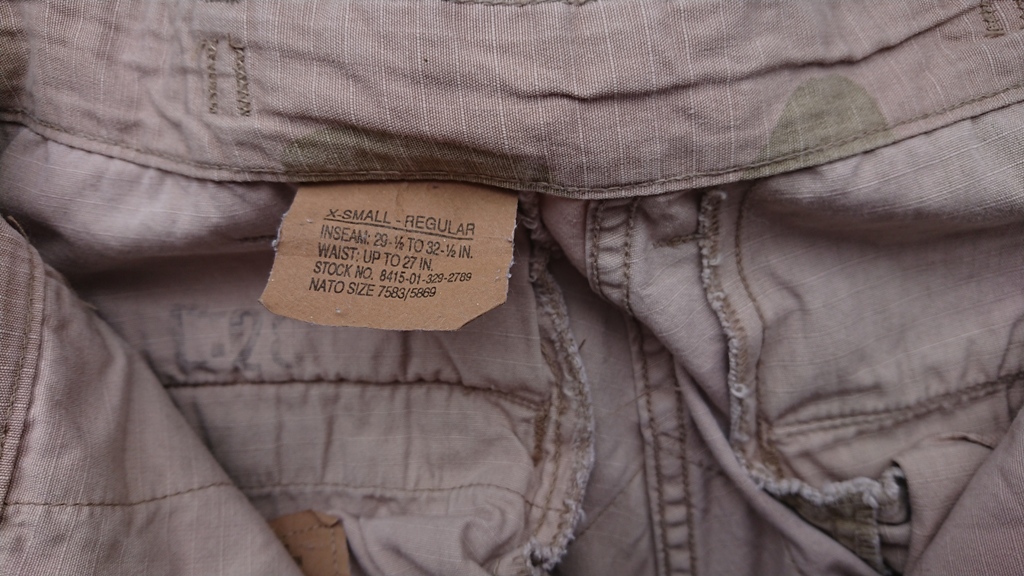 X-SMALL - REGULAR
INSEAM: 29-½ TO 32-½ IN.
WAIST: UP TO 27 IN.
STOCK NO. 8415-01-329-2789
NATO SIZE 7583/5869